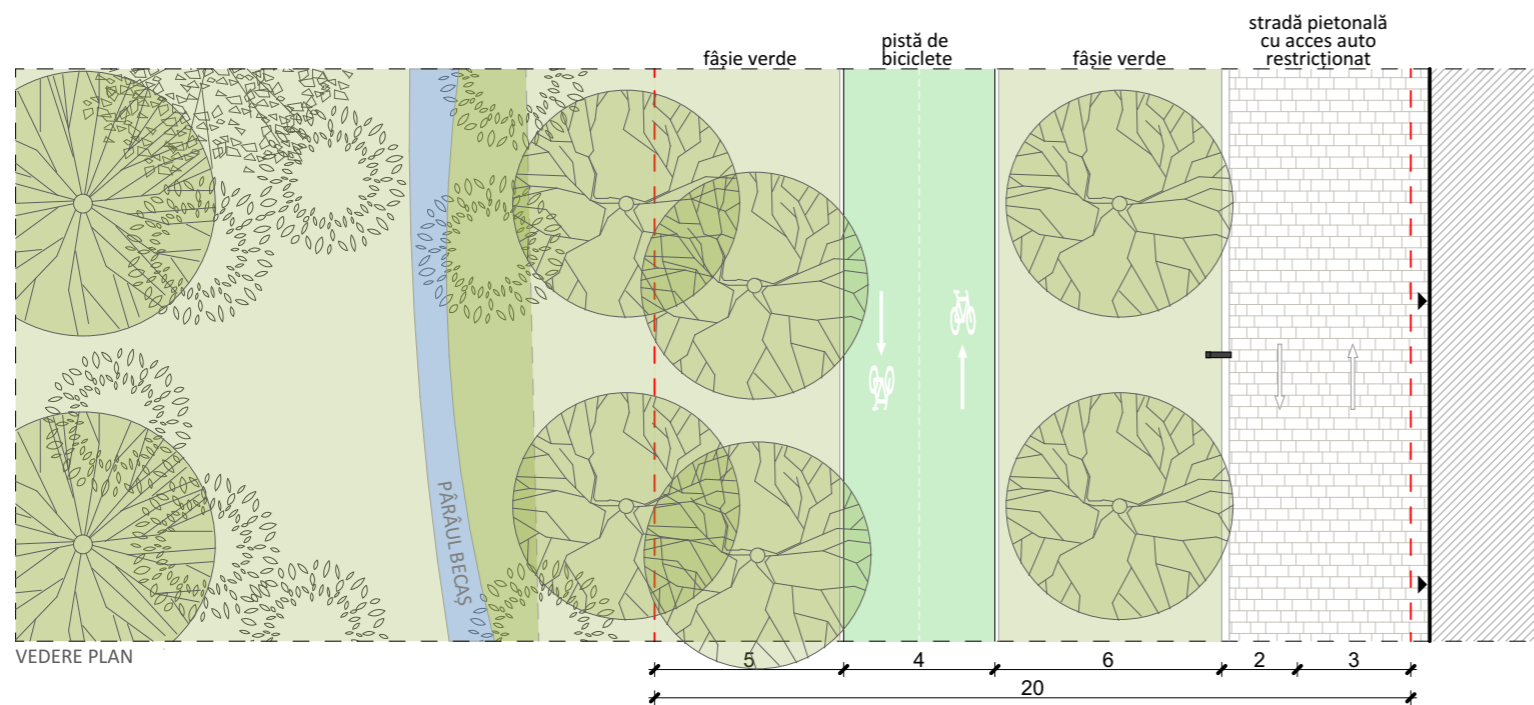 fâșie verde
pistă de
biciclete
fâșie verde
stradă pietonală
cu acces auto
restricționat
PÂRÂUL BECAȘ
VEDERE PLAN
5
4
6
2
3
20